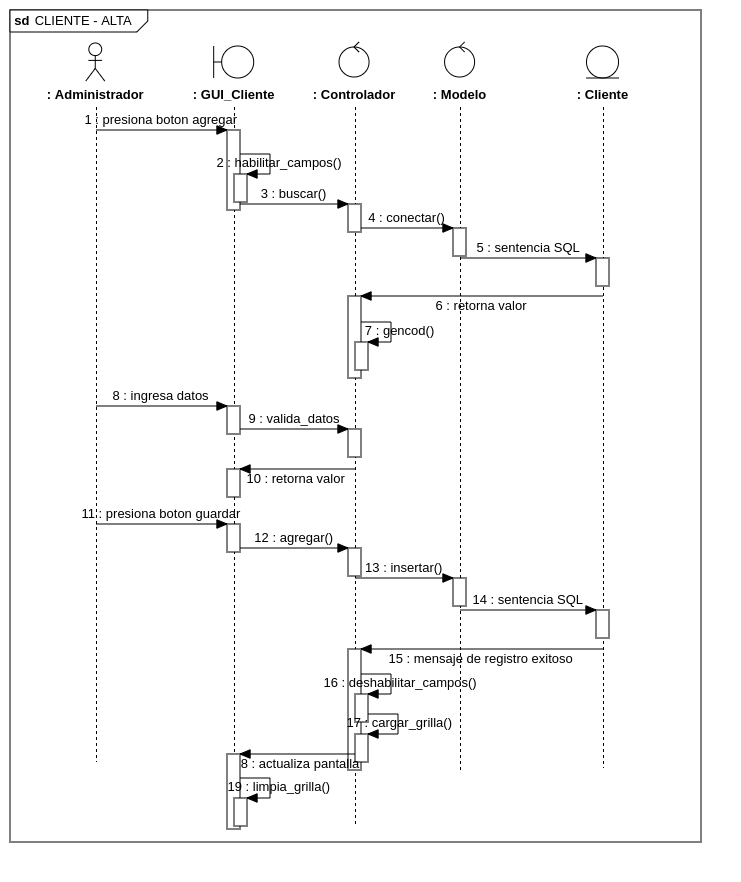 sd CLIENTE - ALTA
: Administrador
: GUI_Cliente
: Controlador
: Modelo
: Cliente
1 : presiona boton agregar
2 : habilitar_campos()
3 : buscar()
4 : conectar()
5 : sentencia SQL
6 : retorna valor
7 : gencod()
8 : ingresa datos
9 : valida_datos
10 : retorna valor
11 : presiona boton guardar
12 : agregar()
13 : insertar()
14 : sentencia SQL
15 : mensaje de registro exitoso
16 : deshabilitar_campos()
17 : cargar_grilla()
8 : actualiza pantalla
19 : limpia_grilla()